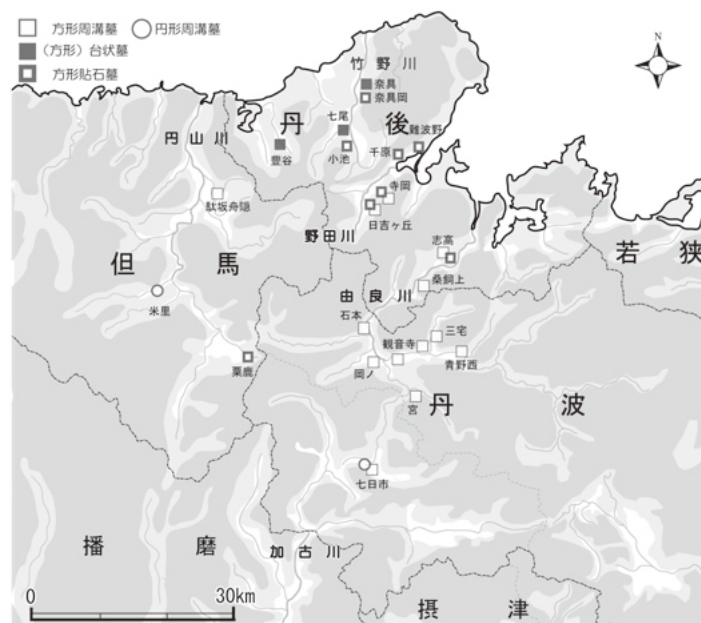 方形周溝墓 円形周溝墓
（方形）台状墓
方形貼石墓
N
竹野川
奈具
奈具岡
丹後
七尾
難波野
円山川
豊谷
小池
千原
寺岡
駄坂舟隠
日吉ヶ丘
野田川
志高
若狭
但馬
桑飼上
由良川
米里
石本
三宅
観音寺
青野西
粟鹿
岡ノ
丹波
宮
七日市
播磨
加古川
0 30km
摂津